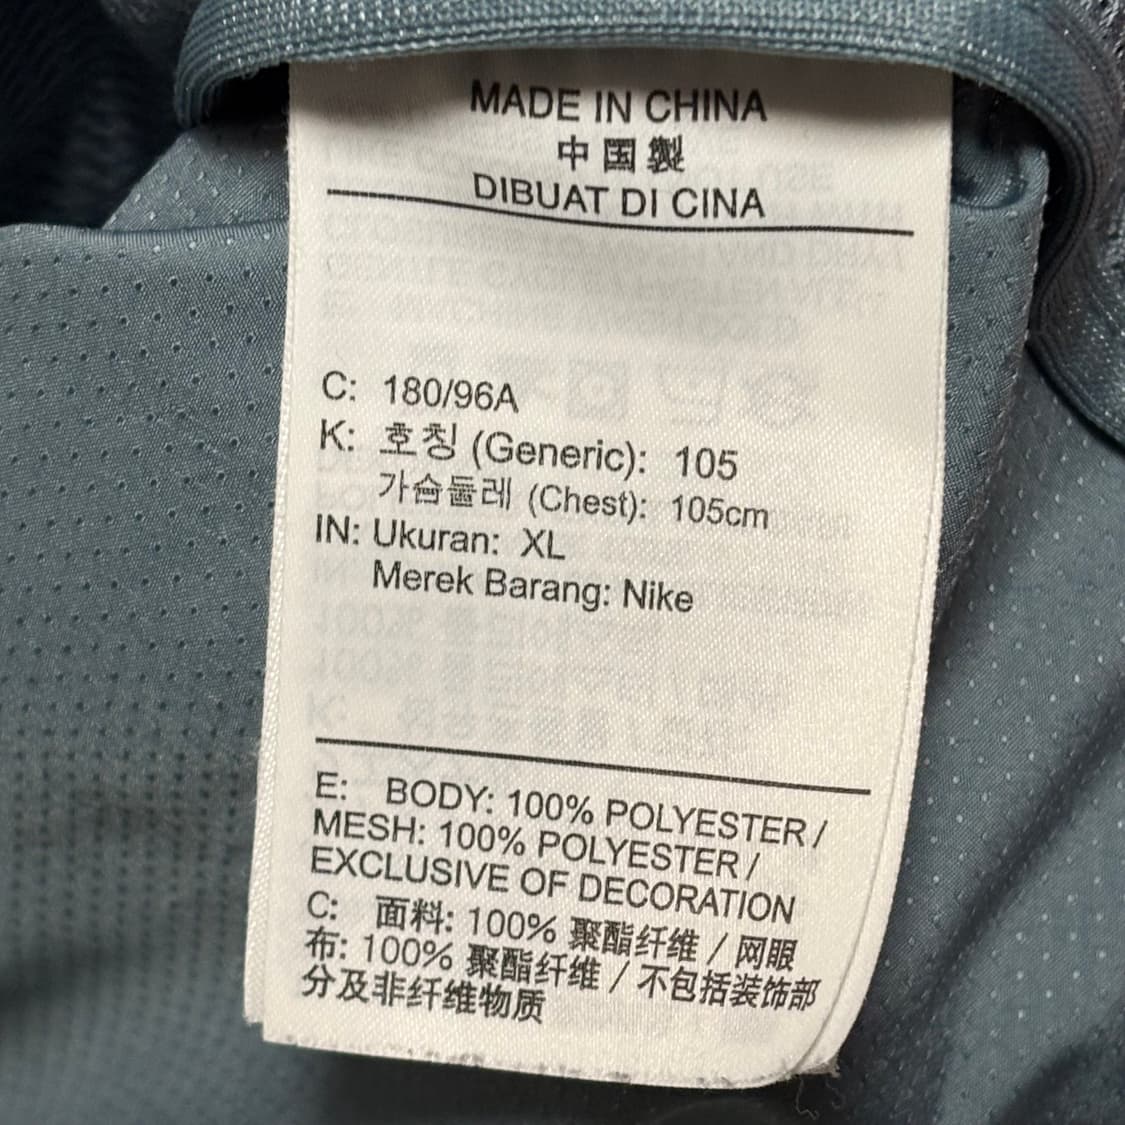 MADE IN CHINA
中国製
DIBUAT DI CINA
C: 180/96A
K: 호칭 (Generic): 105
가슴둘레 (Chest): 105cm
IN: Ukuran: XL
Merek Barang: Nike
E: BODY: 100% POLYESTER /
MESH: 100% POLYESTER /
EXCLUSIVE OF DECORATION
C: 面料: 100% 聚酯纤维 / 网眼
布: 100% 聚酯纤维 / 不包括装饰部
分及非纤维物质